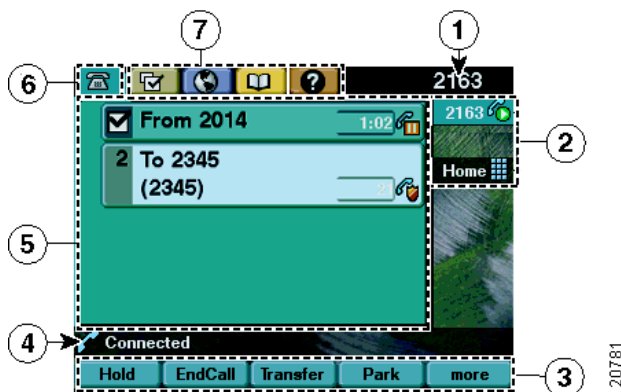 7
1
6
?
2163
From 2014
1:02
2163
2
2 To 2345
Home
(2345)
5
4
Connected
Hold EndCall Transfer Park more
3
20781